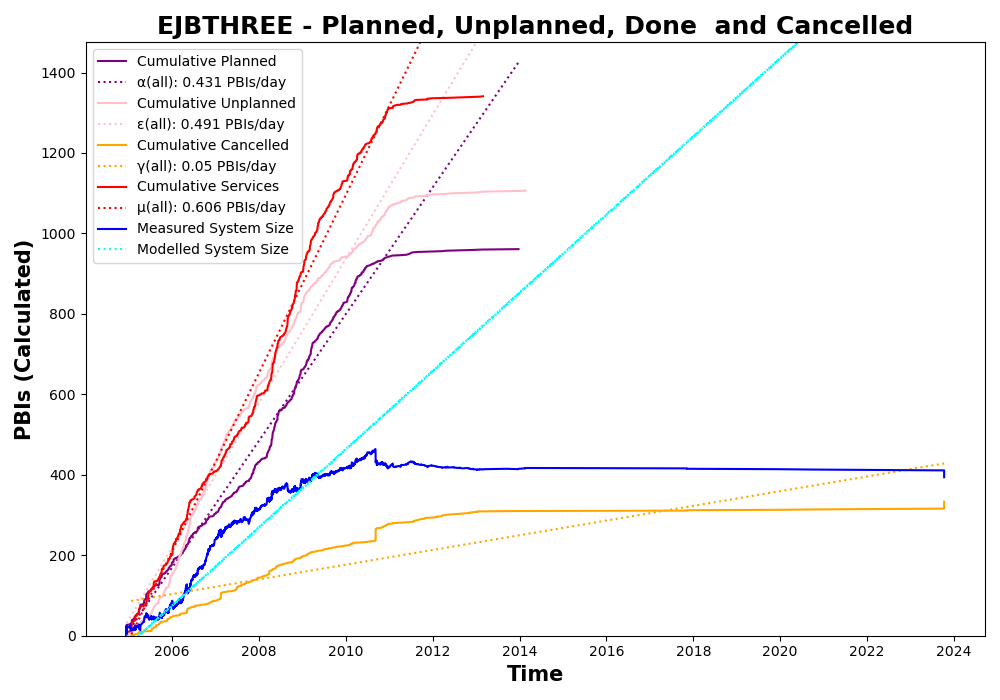 EJBTHREE - Planned, Unplanned, Done  and Cancelled
Cumulative Planned
α(all): 0.431 PBIs/day
Cumulative Unplanned
ε(all): 0.491 PBIs/day
Cumulative Cancelled
γ(all): 0.05 PBIs/day
Cumulative Services
μ(all): 0.606 PBIs/day
Measured System Size
Modelled System Size
PBIs (Calculated)
1400
1200
1000
800
600
400
200
0
2006 2008 2010 2012 2014 2016 2018 2020 2022 2024
Time